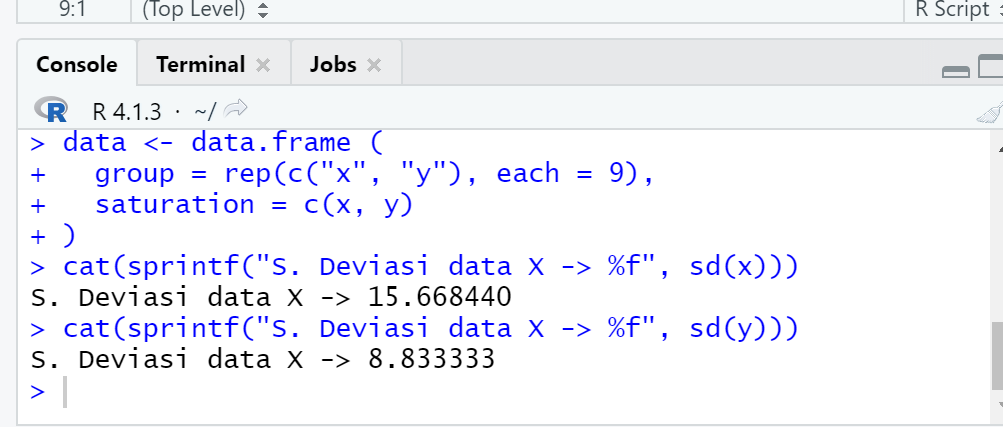 9:1 (Top Level) R Script
Console Terminal Jobs
R R 4.1.3 · ~/
> data <- data.frame (
+   group = rep(c("x", "y"), each = 9),
+   saturation = c(x, y)
+ )
> cat(sprintf("S. Deviasi data X -> %f", sd(x)))
S. Deviasi data X -> 15.668440
> cat(sprintf("S. Deviasi data X -> %f", sd(y)))
S. Deviasi data X -> 8.833333
>